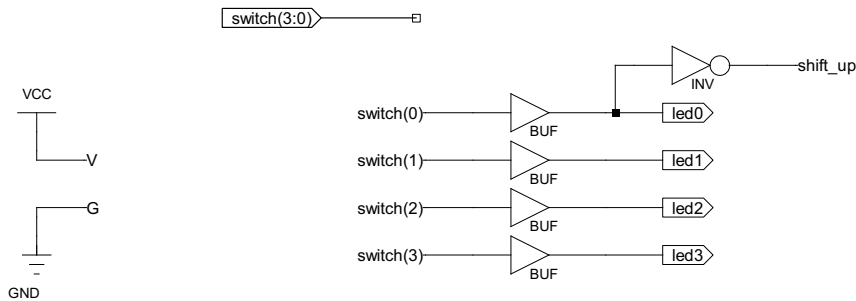 switch(3:0)
shift_up
INV
VCC
switch(0)
led0
BUF
V
switch(1)
led1
BUF
G
switch(2)
led2
BUF
switch(3)
led3
BUF
GND